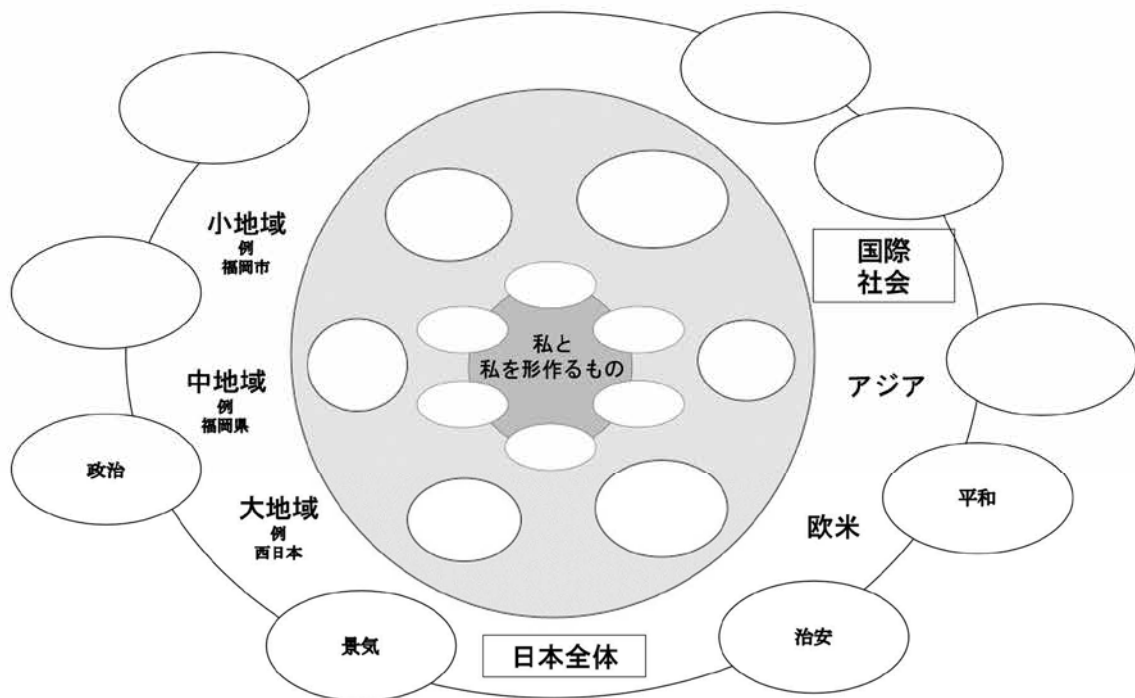 小地域
例
福岡市
国際
社会
私と
私を形作るもの
中地域
例
福岡県
アジア
政治
大地域
例
西日本
欧米
平和
景気
日本全体
治安